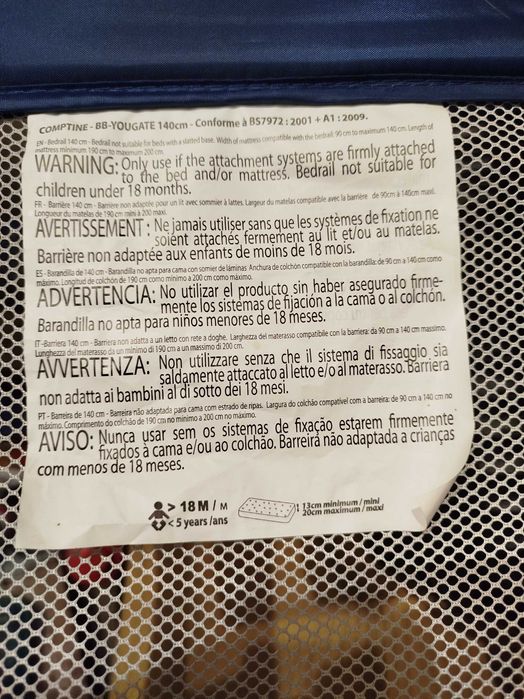 COMPTINE - BB-YOUGATE 140cm - Conforme à BS7972 : 2001 + A1 : 2009.
EN - Bedrail 140 cm - Bedrail not suitable for beds with a slatted base. Width of mattress compatible with the bedrail: 90 cm to maximum 140 cm. Length of
mattress minimum 190 cm to maximum 200 cm.
WARNING: Only use if the attachment systems are firmly attached
to the bed and/or mattress. Bedrail not suitable for
children under 18 months.
FR - Barrière 140 cm - Barrière non adaptée pour un lit avec sommier à lattes. Largeur du matelas compatible avec la barrière de 90cm à 140cm maxi.
Longueur du matelas de 190 cm mini à 200 maxi.
AVERTISSEMENT : Ne jamais utiliser sans que les systèmes de fixation ne
soient attachés fermement au lit et/ou au matelas.
Barrière non adaptée aux enfants de moins de 18 mois.
ES - Barandilla de 140 cm - Barandilla no apta para cama con somier de láminas Anchura de colchón compatible con la barandilla: de 90 cm a 140 cm como
máximo. Longitud de colchón de 190 cm como mínimo a 200 cm como máximo.
ADVERTENCIA: No utilizar el producto sin haber asegurado firme-
mente los sistemas de fijación a la cama o al colchón.
Barandilla no apta para niños menores de 18 meses.
IT -Barriera 140 cm - Barriera non adatta a un letto con rete a doghe. Larghezza del materasso compatibile con la barriera: da 90 cm a 140 cm massimo.
Lunghezza del materasso da un minimo di 190 cm a un massimo di 200 cm.
AVVERTENZA: Non utilizzare senza che il sistema di fissaggio sia
saldamente attaccato al letto e/o al materasso. Barriera
non adatta ai bambini al di sotto dei 18 mesi.
PT - Barreira de 140 cm - Barreira não adaptada para cama com estrado de ripas. Largura do colchão compatível com a barreira: de 90 cm a 140 cm no
máximo. Comprimento do colchão de 190 cm no mínimo a 200 cm no máximo.
AVISO: Nunca usar sem os sistemas de fixação estarem firmemente
fixados à cama e/ou ao colchão. Barreira não adaptada a crianças
com menos de 18 meses.
> 18 M / M
< 5 years /ans
13cm minimum / mini
20cm maximum / maxi